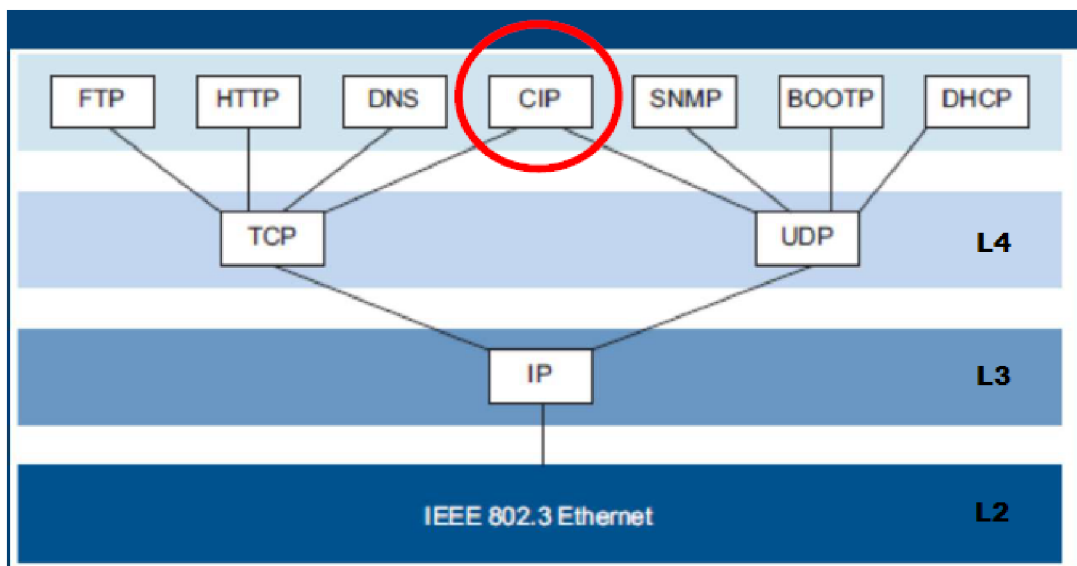 FTP
HTTP
DNS
CIP
SNMP
BOOTP
DHCP
TCP
UDP
L4
IP
L3
IEEE 802.3 Ethernet
L2